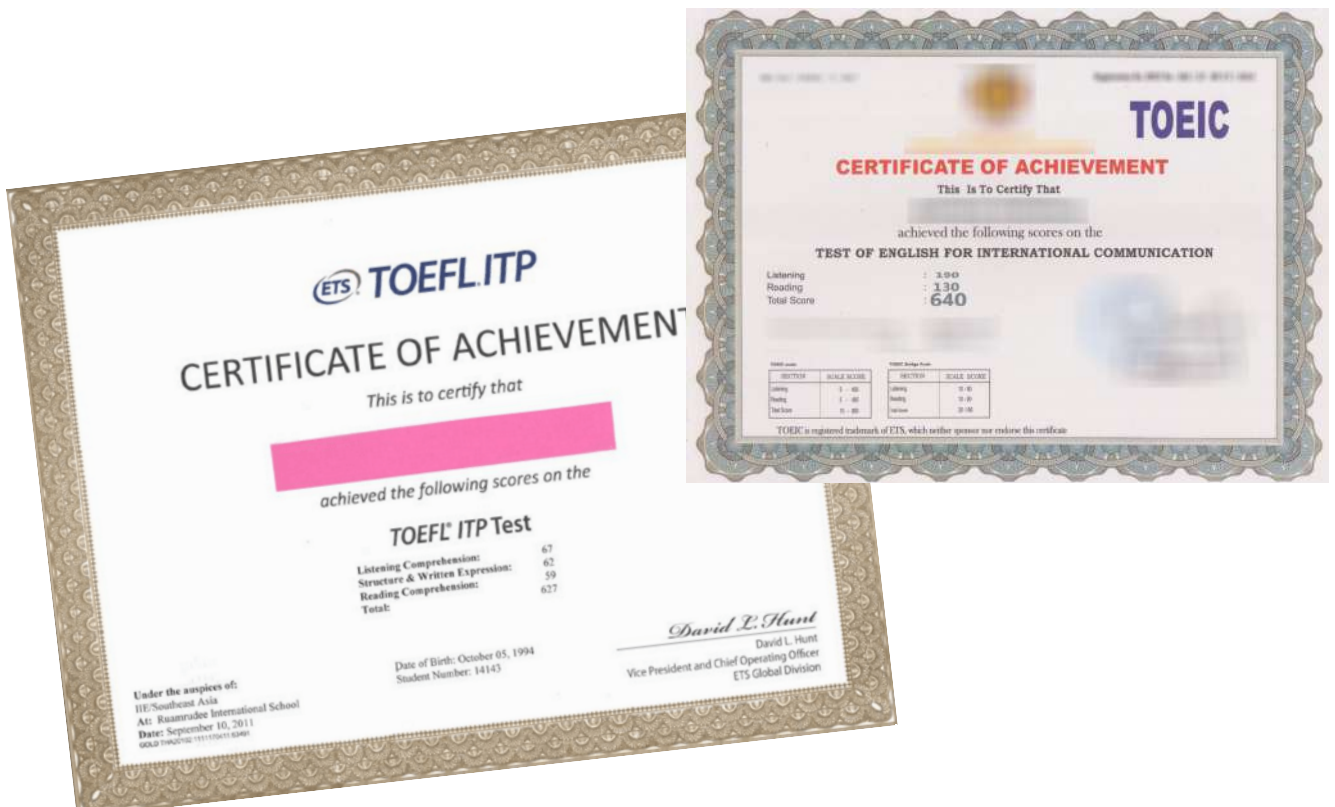 ETS TOEFL ITP
CERTIFICATE OF ACHIEVEMENT
This is to certify that
achieved the following scores on the
TOEFL® ITP Test
Listening Comprehension: 67
Structure & Written Expression: 62
Reading Comprehension: 59
Total: 627
David L. Hunt
David L. Hunt
Vice President and Chief Operating Officer
ETS Global Division
Date of Birth: October 05, 1994
Student Number: 14143
Under the auspices of:
IIE/Southeast Asia
At: Ruamrudee International School
Date: September 10, 2011
TOEIC
CERTIFICATE OF ACHIEVEMENT
This Is To Certify That
achieved the following scores on the
TEST OF ENGLISH FOR INTERNATIONAL COMMUNICATION
Listening : 190
Reading : 130
Total Score : 640
SECTION SCALE SCORE
Listening
Reading
Total Score
SECTION SCALE SCORE
Listening
Reading
Total Score
TOEIC is registered trademark of ETS, which neither sponsor nor endorse this certificate